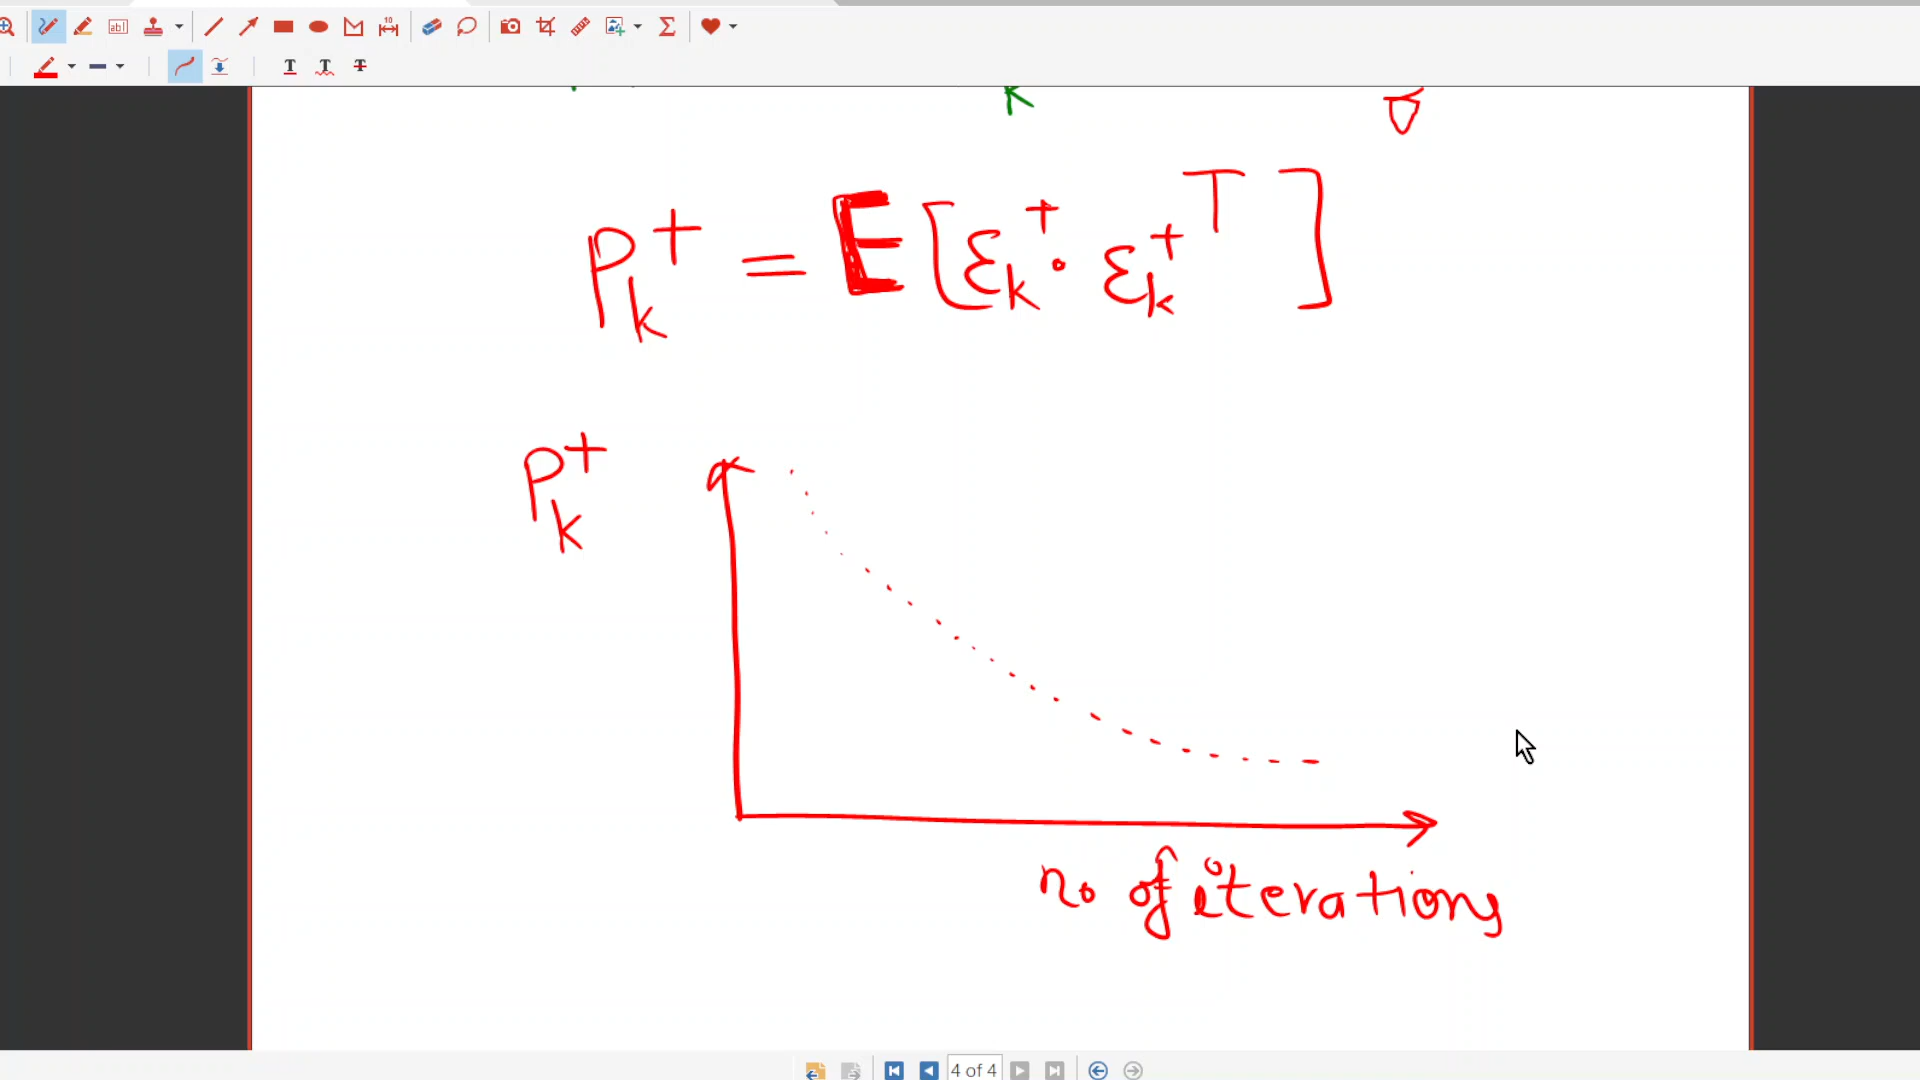 k
P_k^+ = E[ε_k^+ · ε_k^+^T]
P_k^+
no of iterations
4 of 4